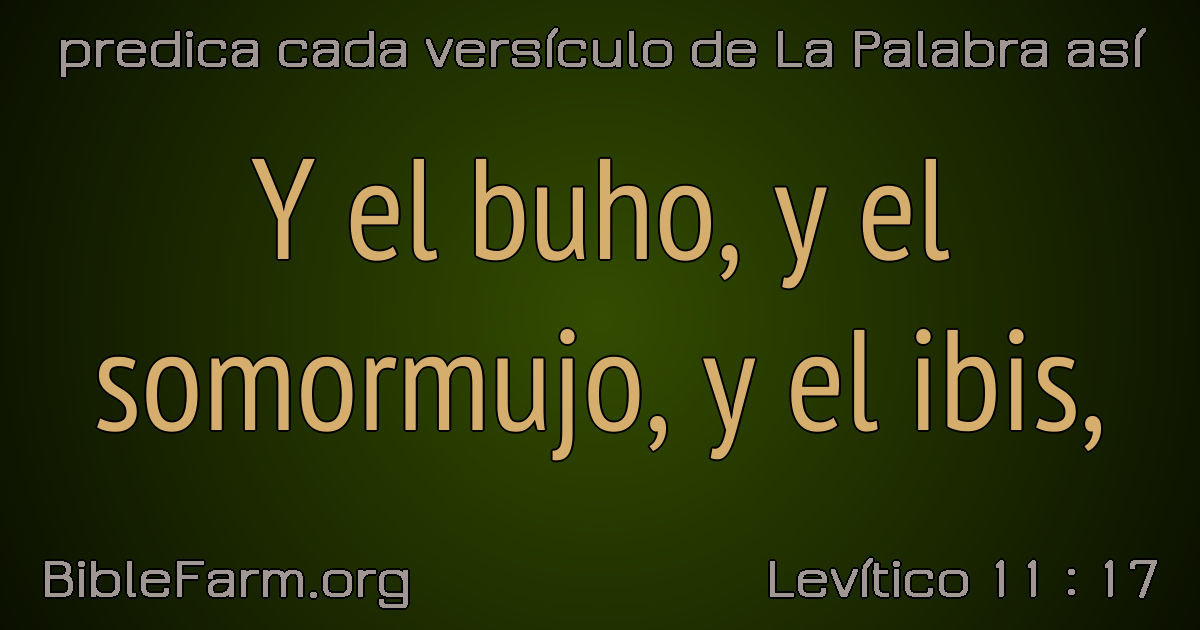 predica cada versículo de La Palabra así
Y el buho, y el
somormujo, y el ibis,
BibleFarm.org
Levítico 11 : 17